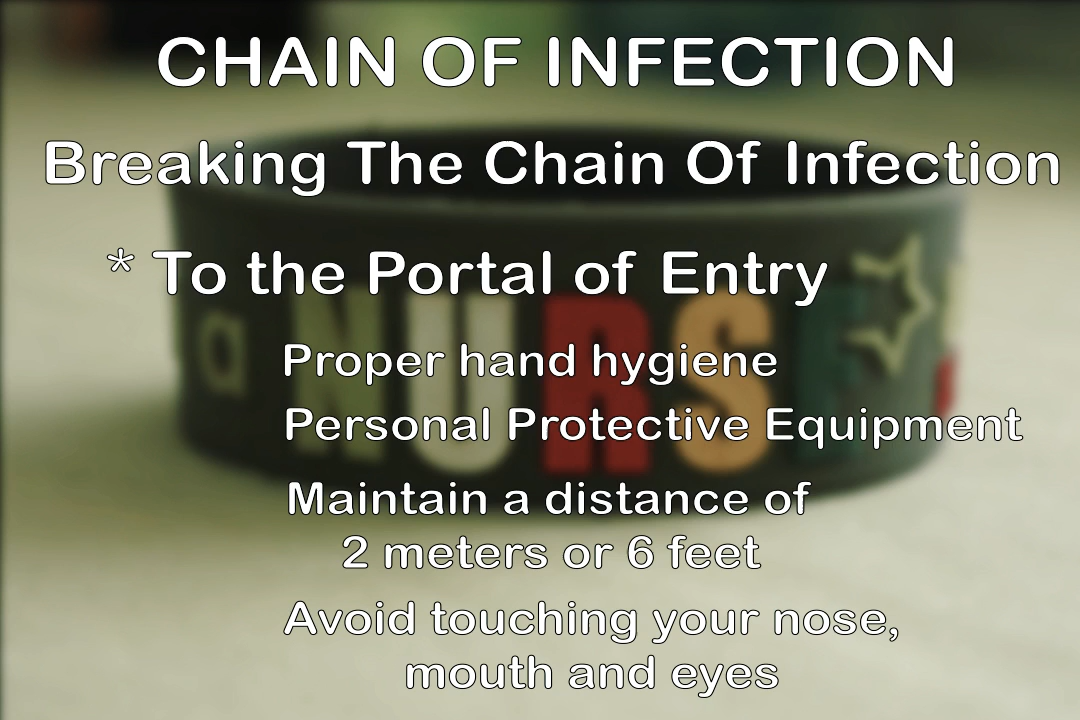 CHAIN OF INFECTION
Breaking The Chain Of Infection
* To the Portal of Entry
a NURSE
Proper hand hygiene
Personal Protective Equipment
Maintain a distance of
2 meters or 6 feet
Avoid touching your nose,
mouth and eyes